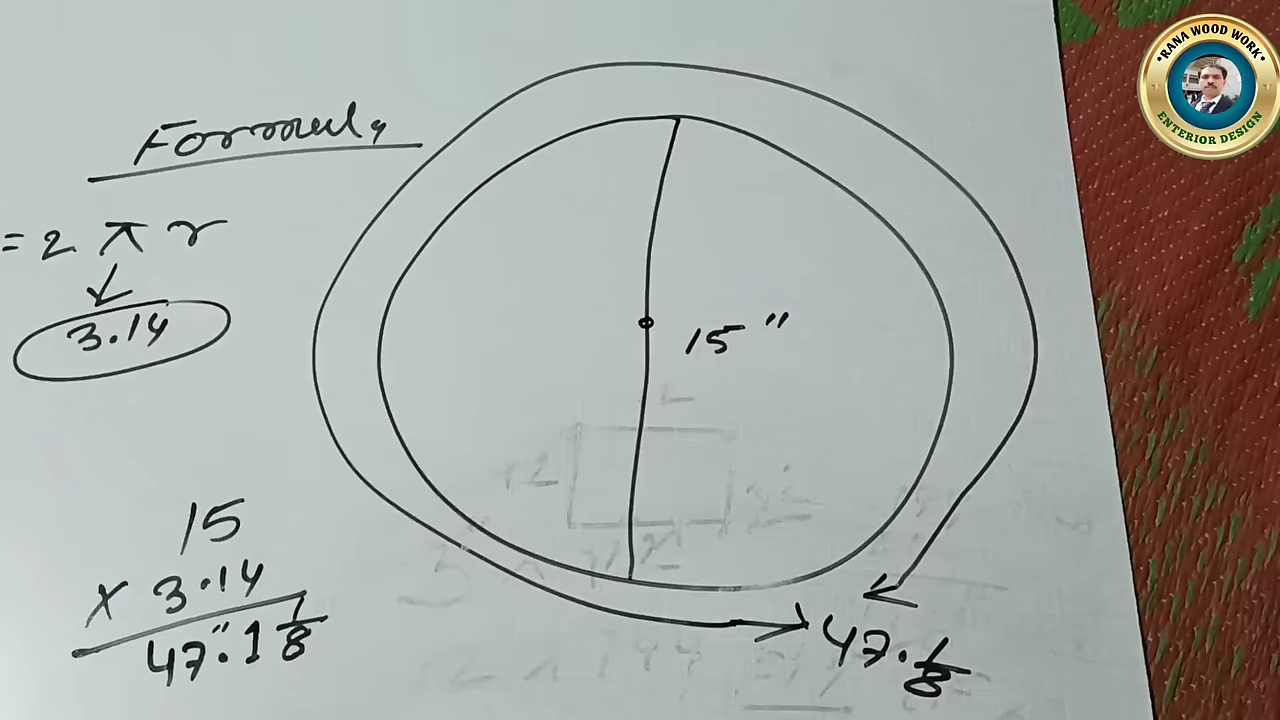 Formula
= 2 π r
3.14
15"
15
x 3.14
47".1 1/8
47. 1/8
"RANA WOOD WORK"
ENTERIOR DESIGN